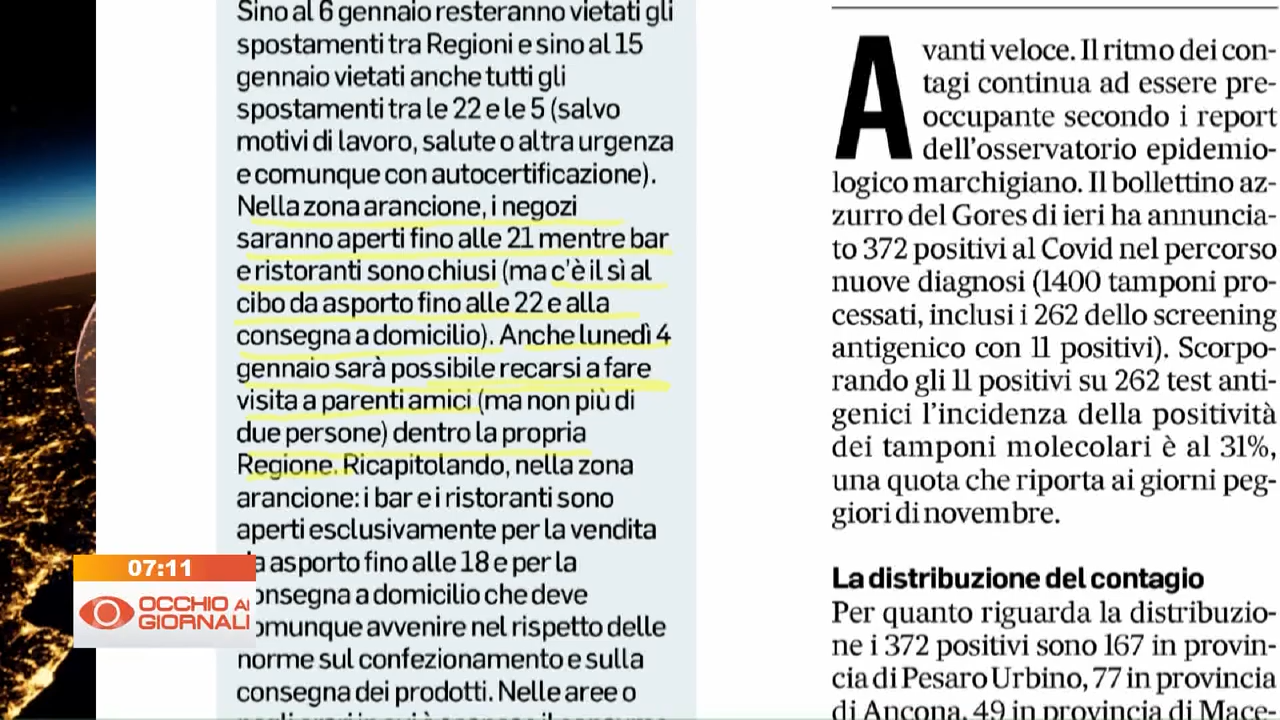 Sino al 6 gennaio resteranno vietati gli
spostamenti tra Regioni e sino al 15
gennaio vietati anche tutti gli
spostamenti tra le 22 e le 5 (salvo
motivi di lavoro, salute o altra urgenza
e comunque con autocertificazione).
Nella zona arancione, i negozi
saranno aperti fino alle 21 mentre bar
e ristoranti sono chiusi (ma c'è il sì al
cibo da asporto fino alle 22 e alla
consegna a domicilio). Anche lunedì 4
gennaio sarà possibile recarsi a fare
visita a parenti amici (ma non più di
due persone) dentro la propria
Regione. Ricapitolando, nella zona
arancione: i bar e i ristoranti sono
aperti esclusivamente per la vendita
a asporto fino alle 18 e per la
onsegna a domicilio che deve
omunque avvenire nel rispetto delle
norme sul confezionamento e sulla
consegna dei prodotti. Nelle aree o
Avanti veloce. Il ritmo dei con-
tagi continua ad essere pre-
occupante secondo i report
dell'osservatorio epidemio-
logico marchigiano. Il bollettino az-
zurro del Gores di ieri ha annuncia-
to 372 positivi al Covid nel percorso
nuove diagnosi (1400 tamponi pro-
cessati, inclusi i 262 dello screening
antigenico con 11 positivi). Scorpo-
rando gli 11 positivi su 262 test anti-
genici l'incidenza della positività
dei tamponi molecolari è al 31%,
una quota che riporta ai giorni peg-
giori di novembre.
La distribuzione del contagio
Per quanto riguarda la distribuzio-
ne i 372 positivi sono 167 in provin-
cia di Pesaro Urbino, 77 in provincia
di Ancona, 49 in provincia di Mace-
07:11
OCCHIO AI
GIORNALI